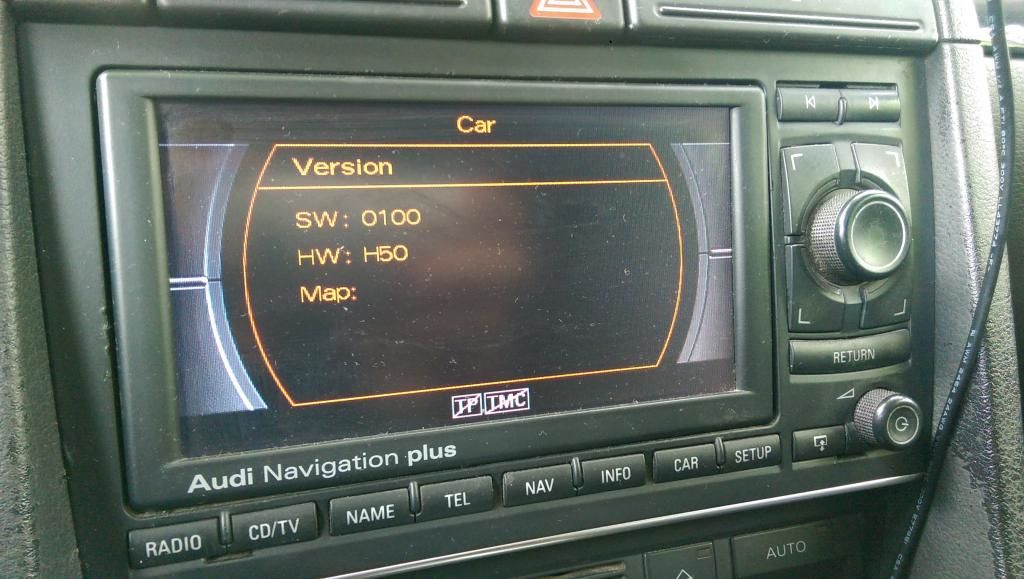 Car
Version
SW: 0100
HW: H50
Map:
TP TMC
Audi Navigation plus
RETURN
RADIO CD/TV NAME TEL NAV INFO CAR SETUP
AUTO